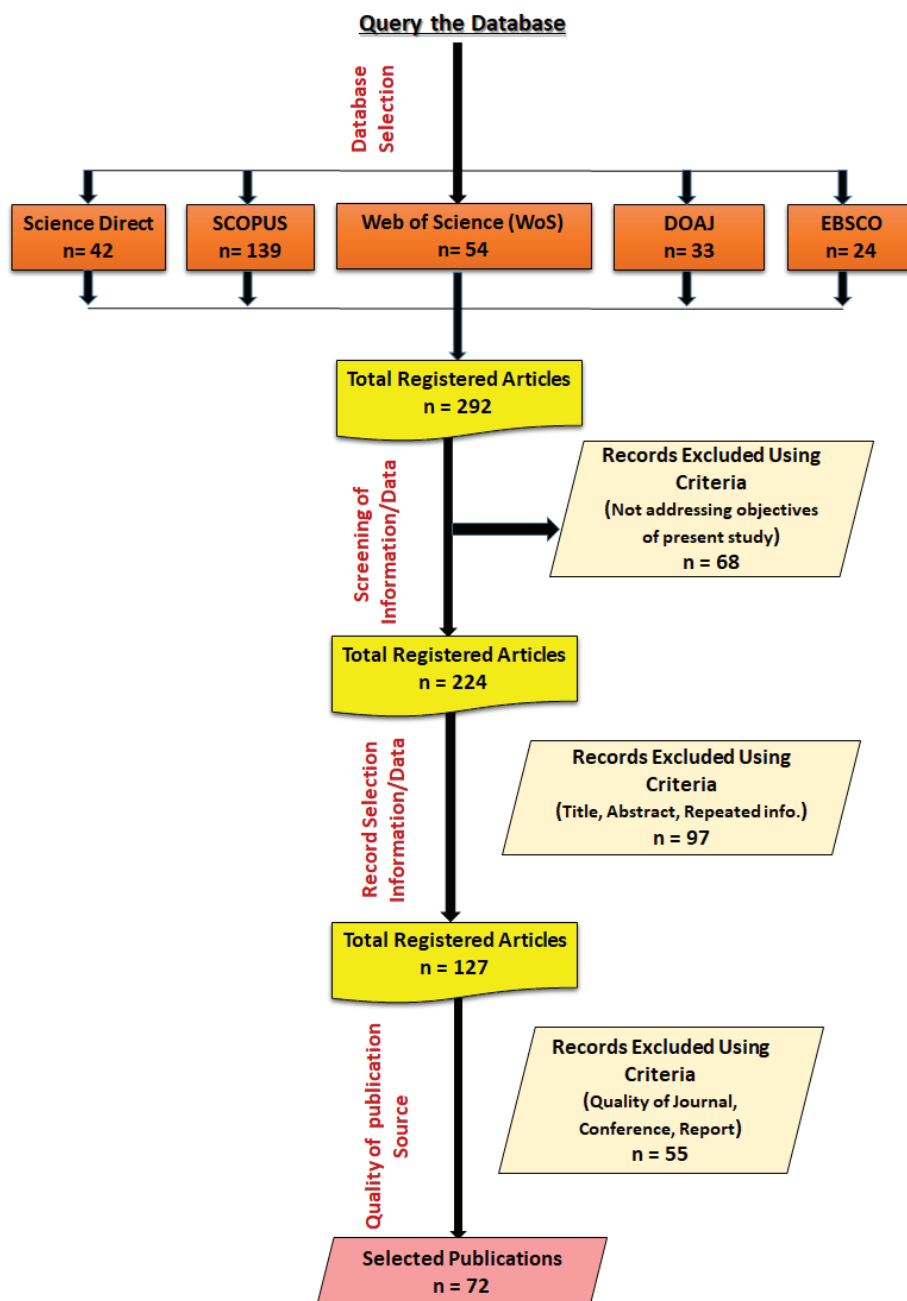 Query the Database
Database
Selection
Science Direct
n= 42
SCOPUS
n= 139
Web of Science (WoS)
n= 54
DOAJ
n= 33
EBSCO
n= 24
Total Registered Articles
n = 292
Screening of
Information/Data
Records Excluded Using
Criteria
(Not addressing objectives
of present study)
n = 68
Total Registered Articles
n = 224
Record Selection
Information/Data
Records Excluded Using
Criteria
(Title, Abstract, Repeated info.)
n = 97
Total Registered Articles
n = 127
Quality of publication
Source
Records Excluded Using
Criteria
(Quality of Journal,
Conference, Report)
n = 55
Selected Publications
n = 72